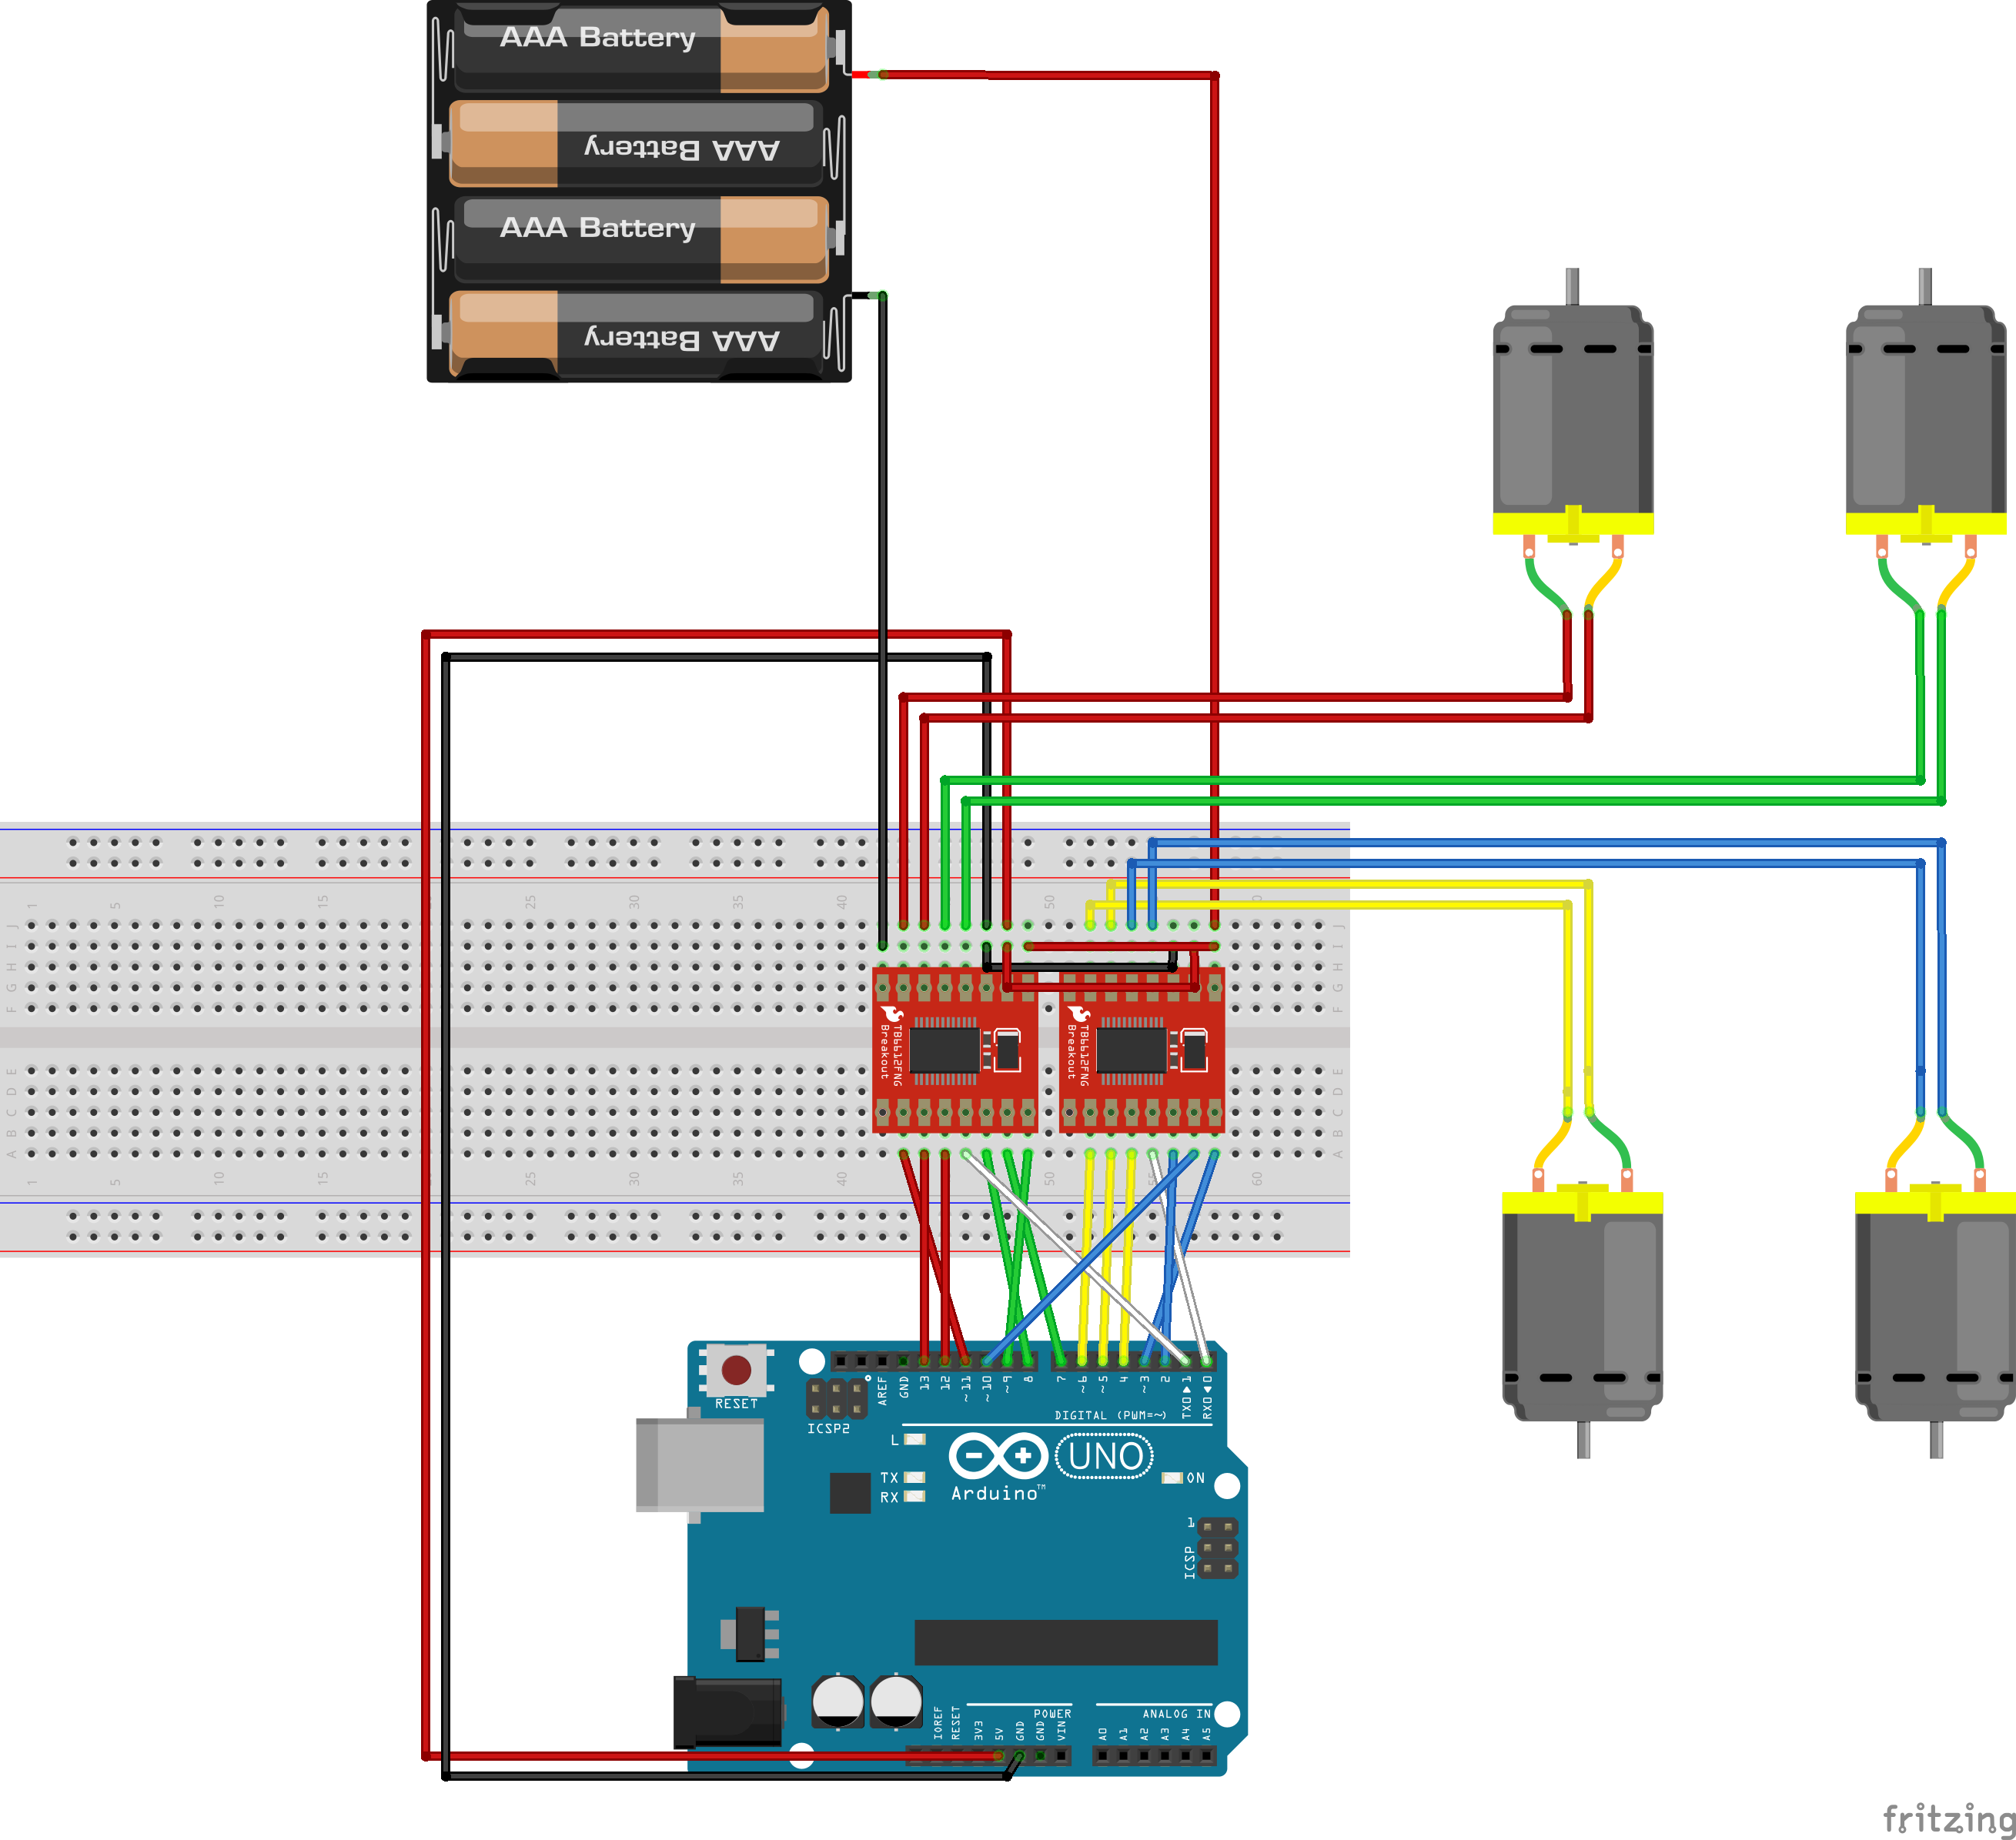 AAA Battery
AAA Battery
AAA Battery
AAA Battery
1 5 10 15 25 30 35 40 50
J J
I I
H H
G G
F F
TB6612FNG
Breakout
TB6612FNG
Breakout
E E
D D
C C
B B
A A
1 5 10 15 25 30 35 40 50 60
RESET
ICSP2
AREF
GND
13
12
~11
~10
~9
8
7
~6
~5
4
~3
2
TX0▶1
RX0◀0
DIGITAL (PWM=~)
L
TX
RX
UNO
Arduino™
ON
1
ICSP
POWER
ANALOG IN
IOREF
RESET
3V3
5V
GND
GND
VIN
A0
A1
A2
A3
A4
A5
fritzing